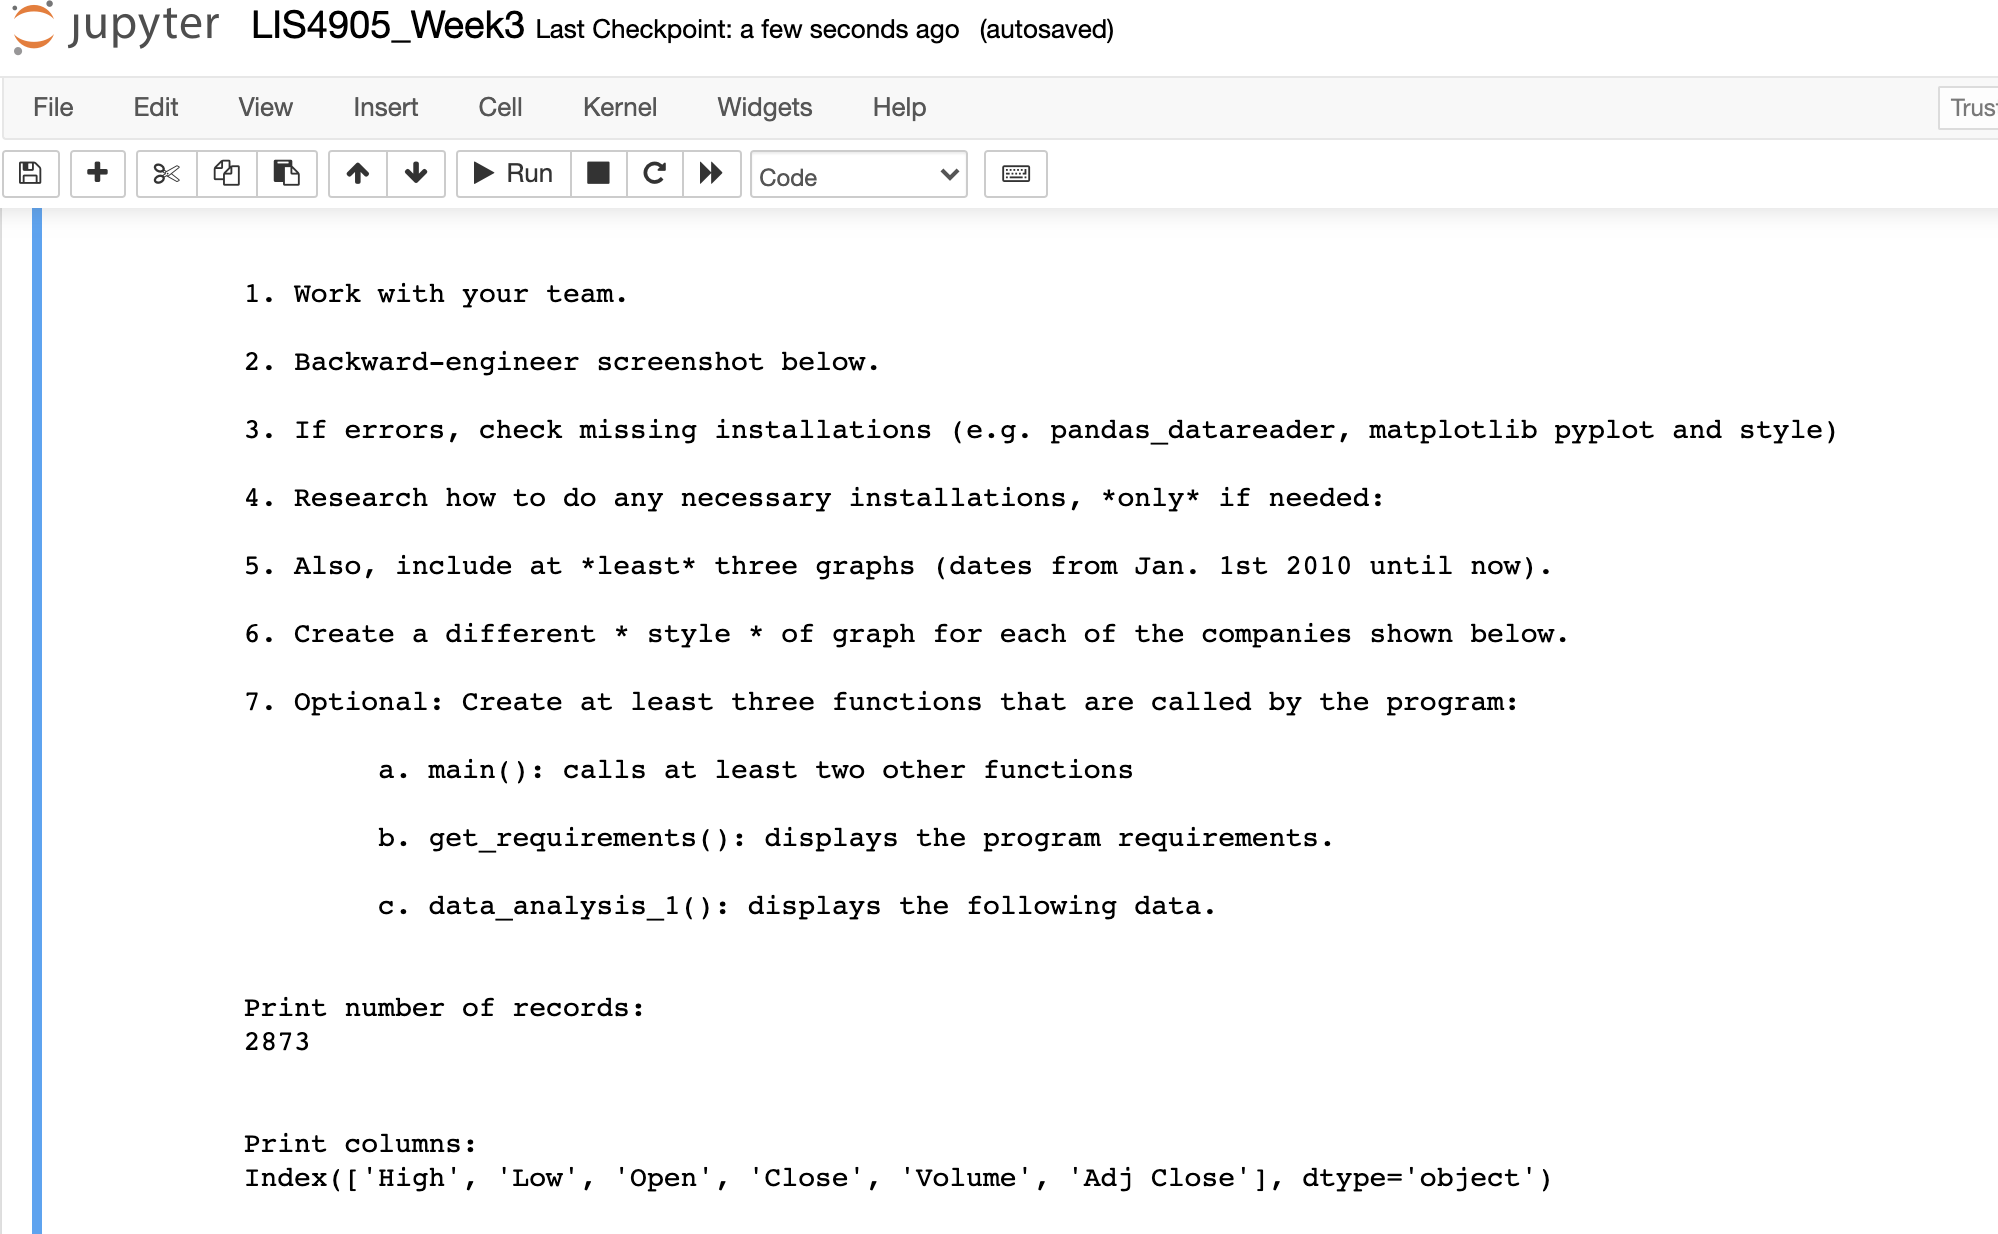 jupyter LIS4905_Week3 Last Checkpoint: a few seconds ago (autosaved)
File Edit View Insert Cell Kernel Widgets Help
Run Code
1. Work with your team.
2. Backward-engineer screenshot below.
3. If errors, check missing installations (e.g. pandas_datareader, matplotlib pyplot and style)
4. Research how to do any necessary installations, *only* if needed:
5. Also, include at *least* three graphs (dates from Jan. 1st 2010 until now).
6. Create a different * style * of graph for each of the companies shown below.
7. Optional: Create at least three functions that are called by the program:
a. main(): calls at least two other functions
b. get_requirements(): displays the program requirements.
c. data_analysis_1(): displays the following data.
Print number of records:
2873
Print columns:
Index(['High', 'Low', 'Open', 'Close', 'Volume', 'Adj Close'], dtype='object')